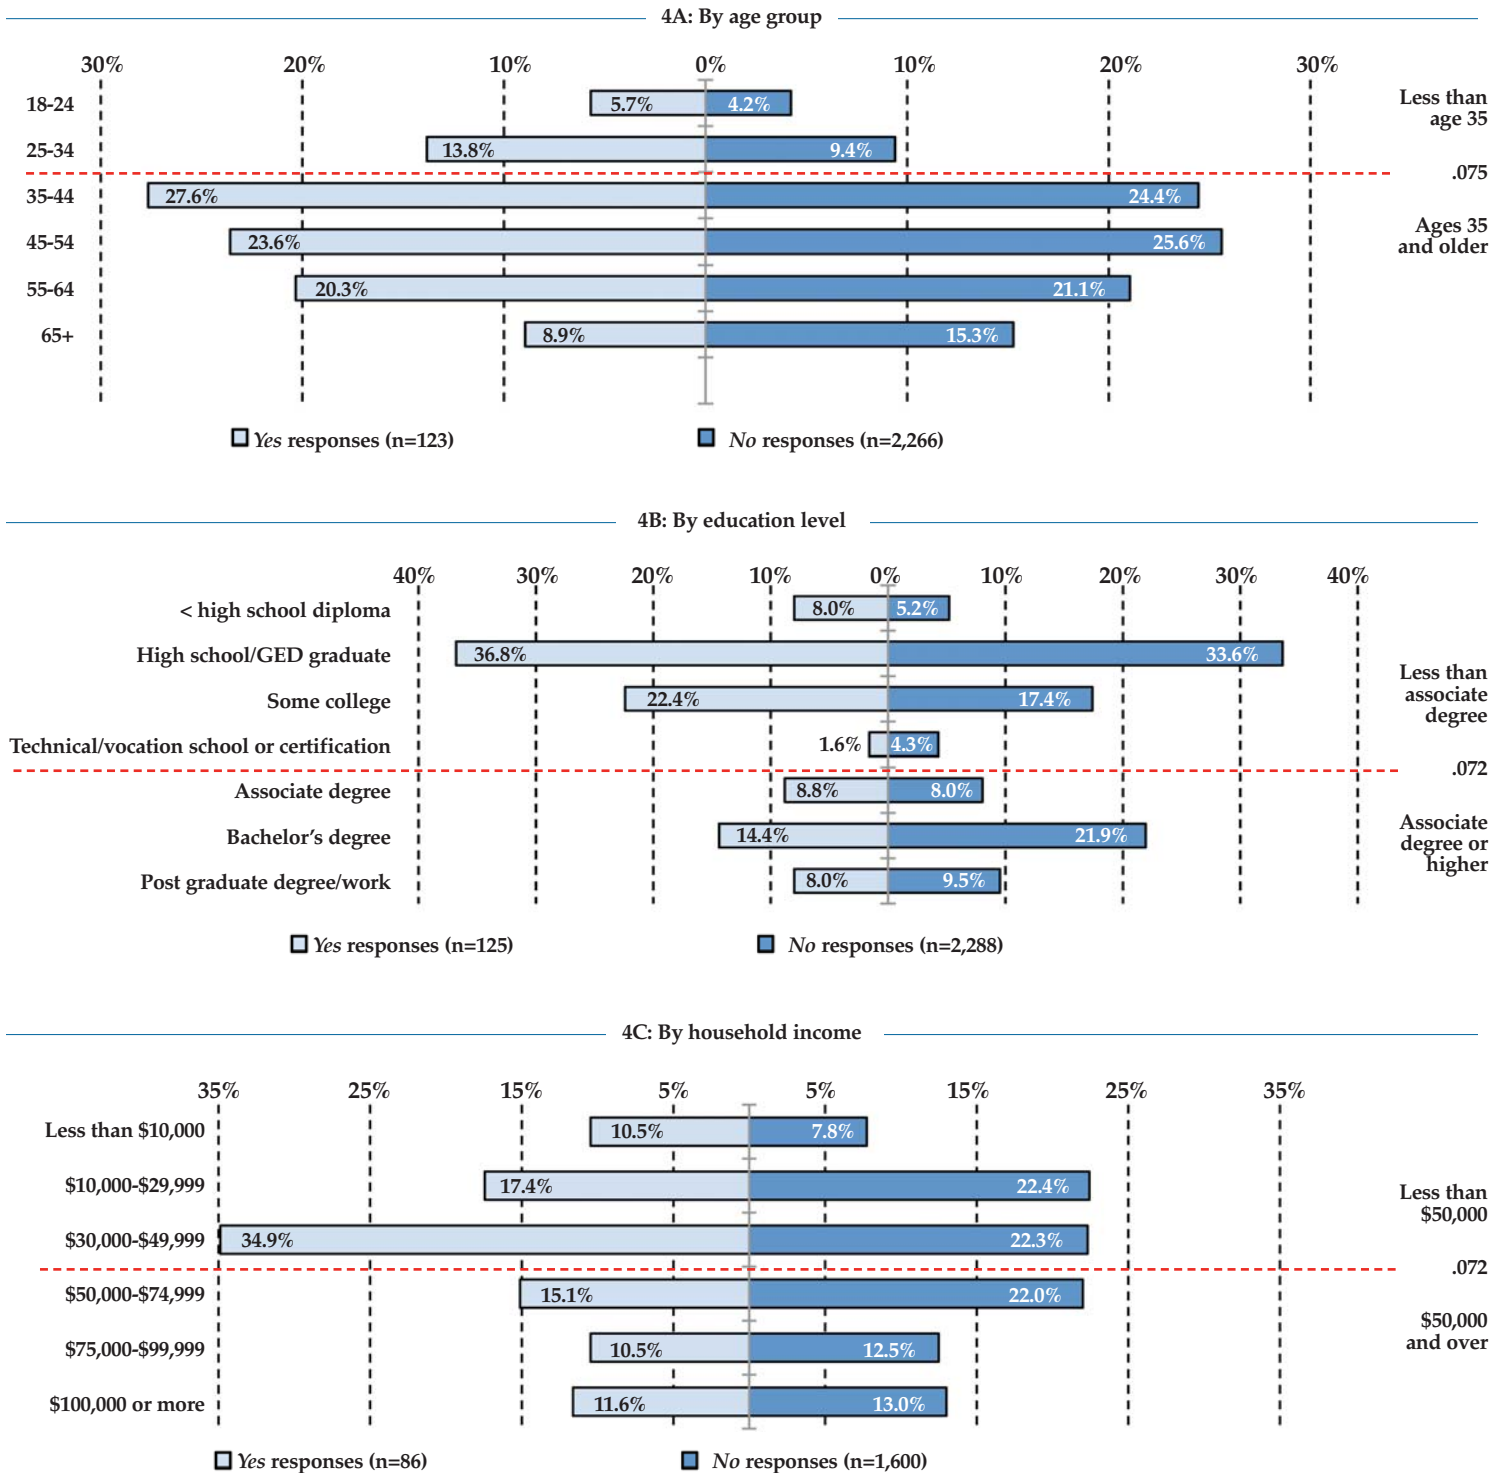 4A: By age group
30% 20% 10% 0% 10% 20% 30%
18-24 5.7% 4.2% Less than
age 35
25-34 13.8% 9.4%
.075
35-44 27.6% 24.4%
45-54 23.6% 25.6% Ages 35
and older
55-64 20.3% 21.1%
65+ 8.9% 15.3%
Yes responses (n=123) No responses (n=2,266)
4B: By education level
40% 30% 20% 10% 0% 10% 20% 30% 40%
< high school diploma 8.0% 5.2%
High school/GED graduate 36.8% 33.6%
Less than
associate
degree
Some college 22.4% 17.4%
Technical/vocation school or certification 1.6% 4.3%
.072
Associate degree 8.8% 8.0%
Bachelor's degree 14.4% 21.9%
Associate
degree or
higher
Post graduate degree/work 8.0% 9.5%
Yes responses (n=125) No responses (n=2,288)
4C: By household income
35% 25% 15% 5% 5% 15% 25% 35%
Less than $10,000 10.5% 7.8%
$10,000-$29,999 17.4% 22.4%
Less than
$50,000
$30,000-$49,999 34.9% 22.3%
.072
$50,000-$74,999 15.1% 22.0%
$50,000
and over
$75,000-$99,999 10.5% 12.5%
$100,000 or more 11.6% 13.0%
Yes responses (n=86) No responses (n=1,600)